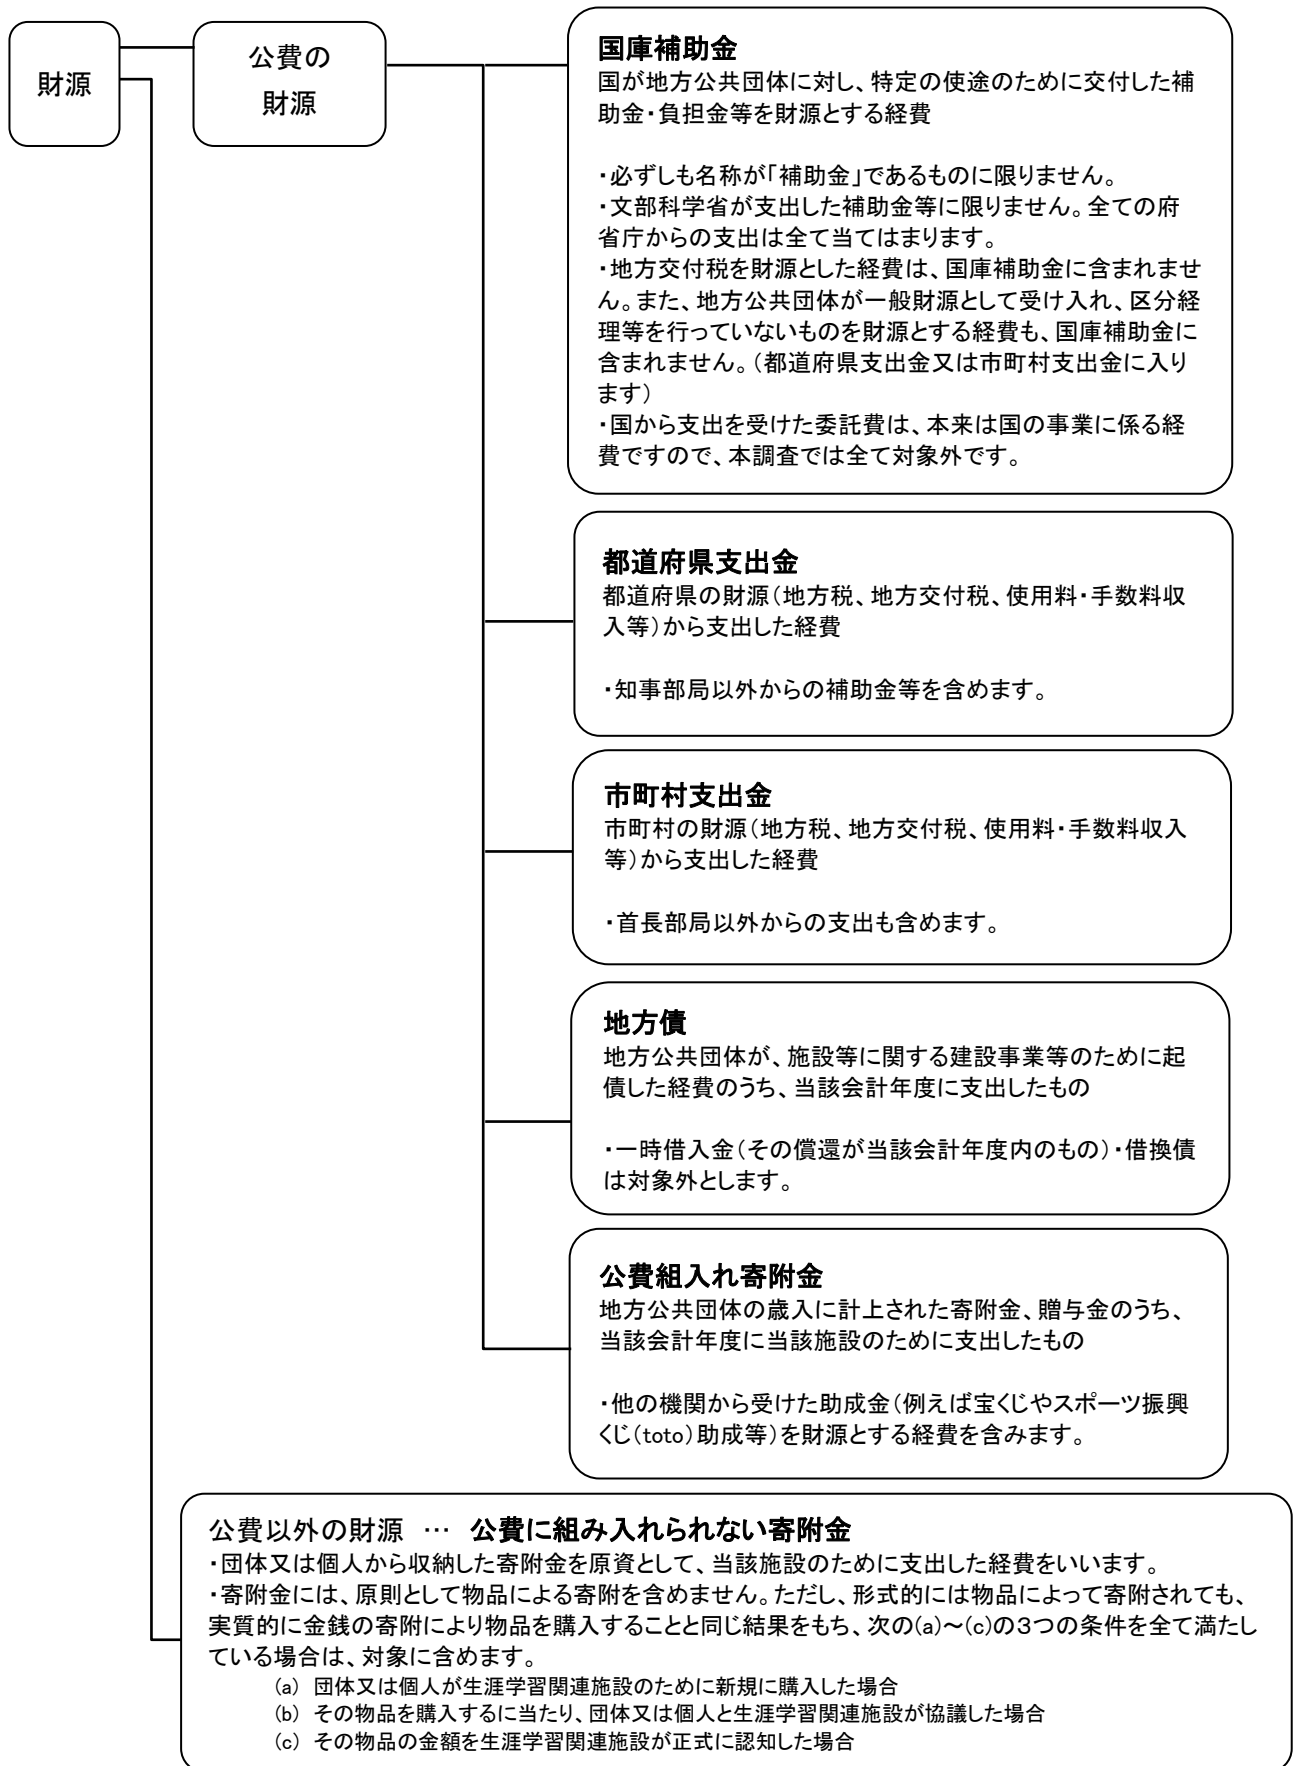 財源
公費の
財源
国庫補助金
国が地方公共団体に対し、特定の使途のために交付した補
助金・負担金等を財源とする経費
・必ずしも名称が「補助金」であるものに限りません。
・文部科学省が支出した補助金等に限りません。全ての府
省庁からの支出は全て当てはまります。
・地方交付税を財源とした経費は、国庫補助金に含まれませ
ん。また、地方公共団体が一般財源として受け入れ、区分経
理等を行っていないものを財源とする経費も、国庫補助金に
含まれません。（都道府県支出金又は市町村支出金に入り
ます）
・国から支出を受けた委託費は、本来は国の事業に係る経
費ですので、本調査では全て対象外です。
都道府県支出金
都道府県の財源（地方税、地方交付税、使用料・手数料収
入等）から支出した経費
・知事部局以外からの補助金等を含めます。
市町村支出金
市町村の財源（地方税、地方交付税、使用料・手数料収入
等）から支出した経費
・首長部局以外からの支出も含めます。
地方債
地方公共団体が、施設等に関する建設事業等のために起
債した経費のうち、当該会計年度に支出したもの
・一時借入金（その償還が当該会計年度内のもの）・借換債
は対象外とします。
公費組入れ寄附金
地方公共団体の歳入に計上された寄附金、贈与金のうち、
当該会計年度に当該施設のために支出したもの
・他の機関から受けた助成金（例えば宝くじやスポーツ振興
くじ（toto）助成等）を財源とする経費を含みます。
公費以外の財源 … 公費に組み入れられない寄附金
・団体又は個人から収納した寄附金を原資として、当該施設のために支出した経費をいいます。
・寄附金には、原則として物品による寄附を含めません。ただし、形式的には物品によって寄附されても、
実質的に金銭の寄附により物品を購入することと同じ結果をもち、次の(a)～(c)の３つの条件を全て満たし
ている場合は、対象に含めます。
(a) 団体又は個人が生涯学習関連施設のために新規に購入した場合
(b) その物品を購入するに当たり、団体又は個人と生涯学習関連施設が協議した場合
(c) その物品の金額を生涯学習関連施設が正式に認知した場合